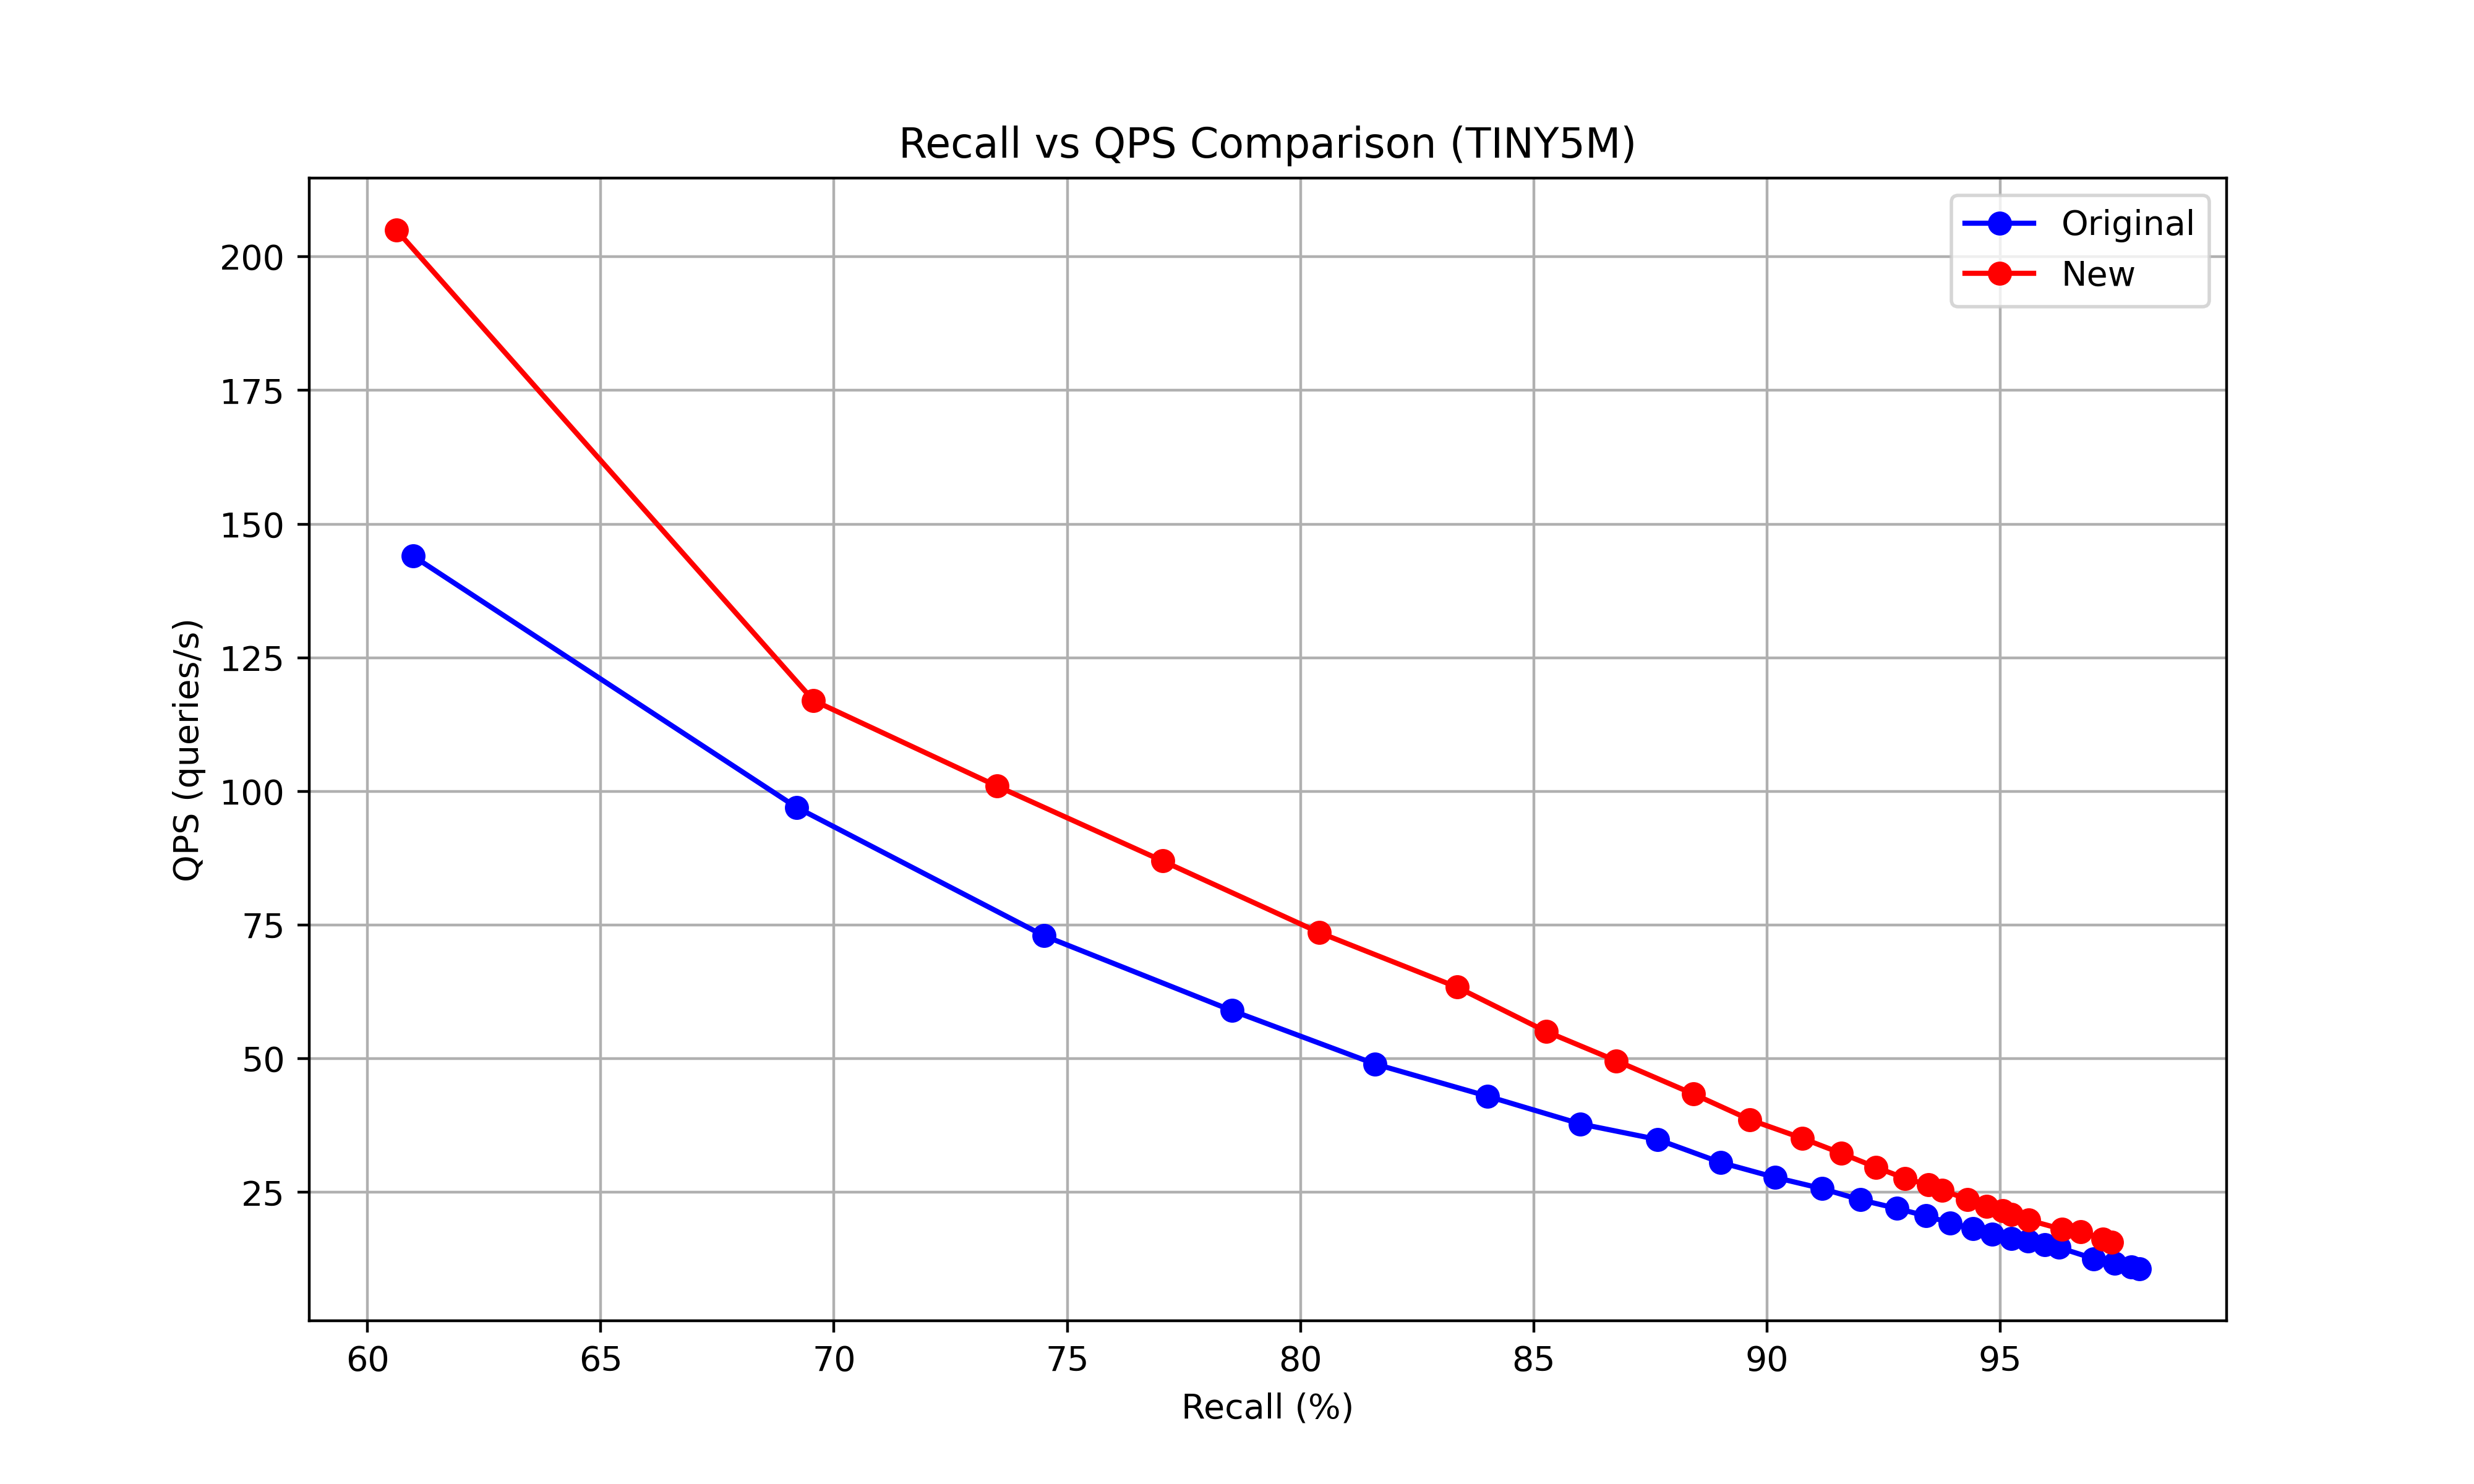 Recall vs QPS Comparison (TINY5M)
Original
New
200
175
150
125
100
75
50
25
QPS (queries/s)
60 65 70 75 80 85 90 95
Recall (%)